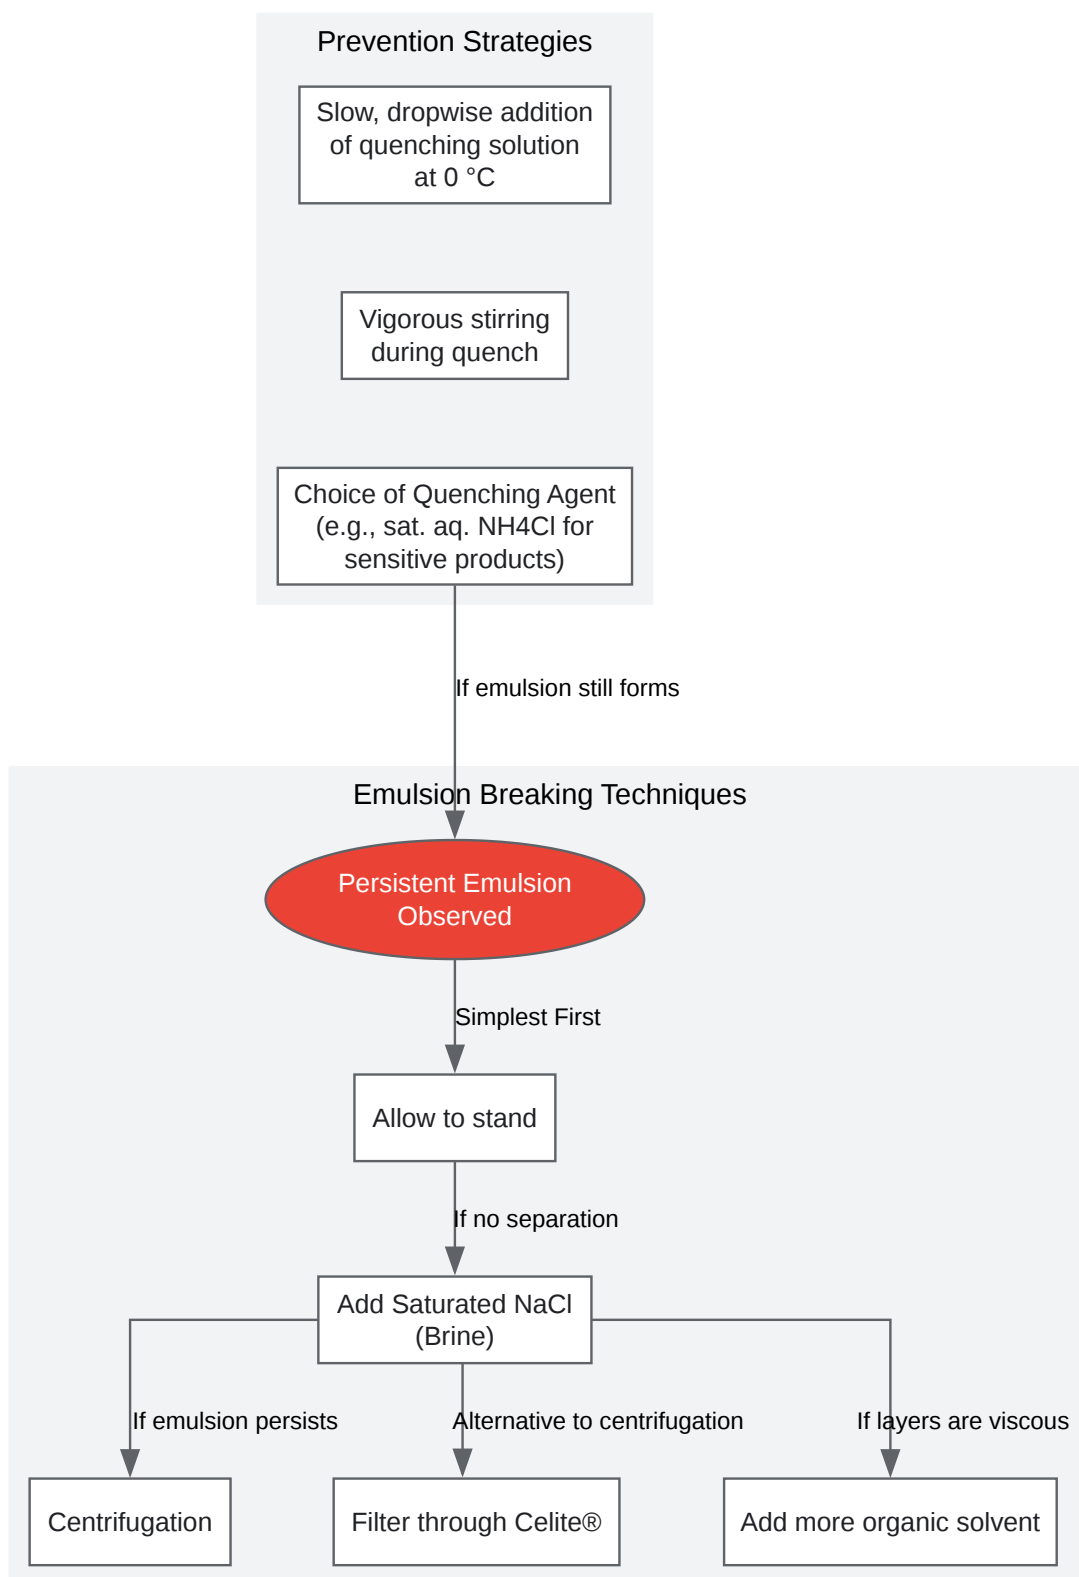 Prevention Strategies
Slow, dropwise addition
of quenching solution
at 0 °C
Vigorous stirring
during quench
Choice of Quenching Agent
(e.g., sat. aq. NH4Cl for
sensitive products)
If emulsion still forms
Emulsion Breaking Techniques
Persistent Emulsion
Observed
Simplest First
Allow to stand
If no separation
Add Saturated NaCl
(Brine)
If emulsion persists
Alternative to centrifugation
If layers are viscous
Centrifugation
Filter through Celite®
Add more organic solvent